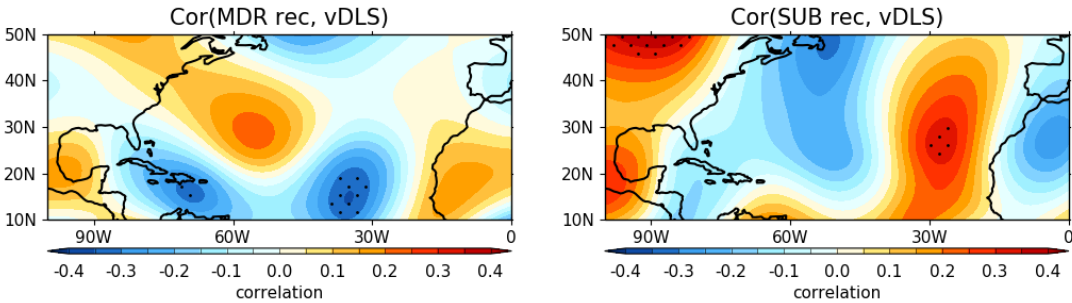 Cor(MDR rec, vDLS)
50N
40N
30N
20N
10N
90W 60W 30W 0
-0.4 -0.3 -0.2 -0.1 0.0 0.1 0.2 0.3 0.4
correlation
Cor(SUB rec, vDLS)
50N
40N
30N
20N
10N
90W 60W 30W 0
-0.4 -0.3 -0.2 -0.1 0.0 0.1 0.2 0.3 0.4
correlation